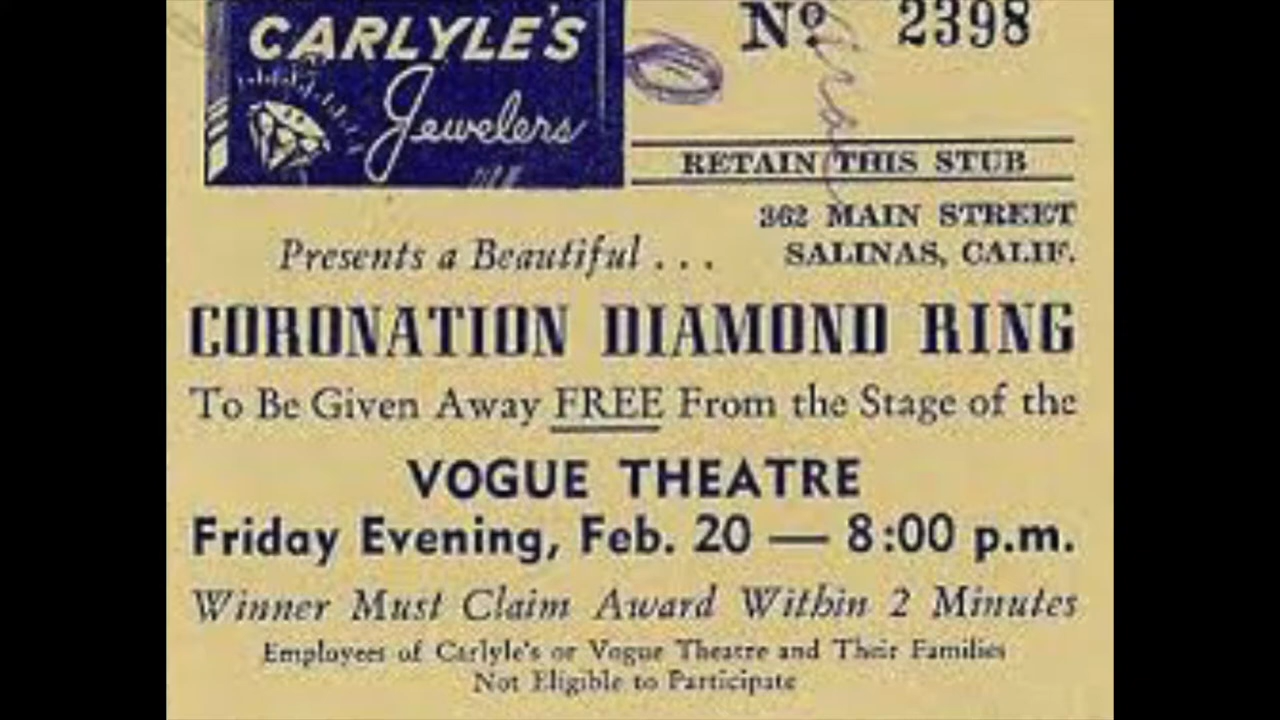 CARLYLE'S
Jewelers
Nº 2398
RETAIN THIS STUB
362 MAIN STREET
SALINAS, CALIF.
Presents a Beautiful . . .
CORONATION DIAMOND RING
To Be Given Away FREE From the Stage of the
VOGUE THEATRE
Friday Evening, Feb. 20 — 8:00 p.m.
Winner Must Claim Award Within 2 Minutes
Employees of Carlyle's or Vogue Theatre and Their Families
Not Eligible to Participate